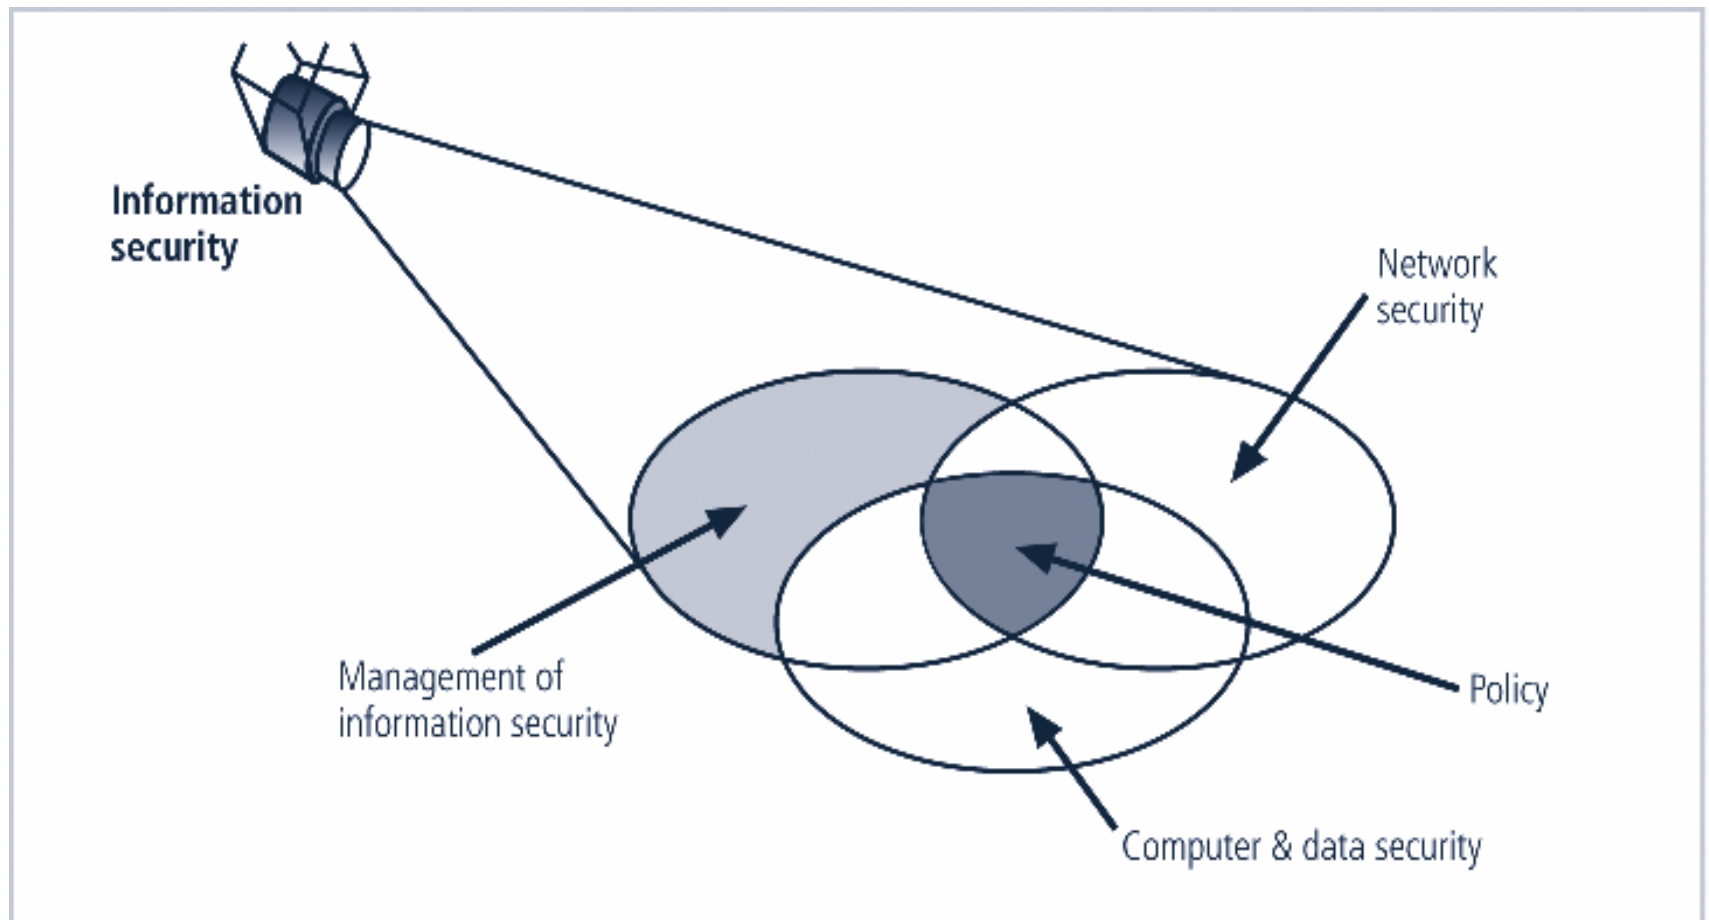 Information
security
Network
security
Management of
information security
Policy
Computer & data security